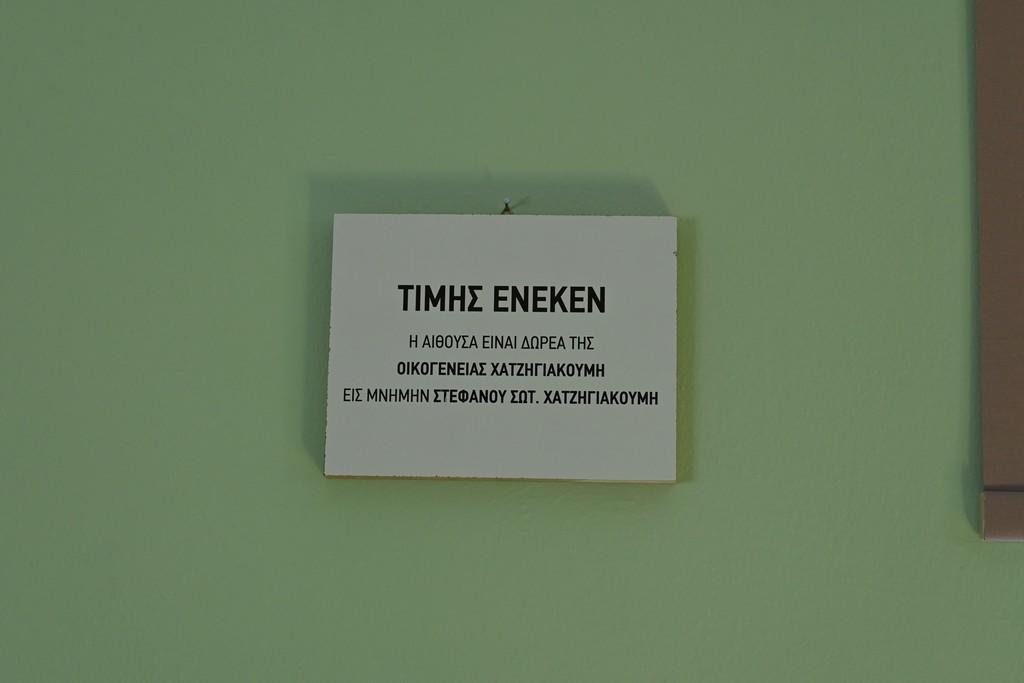 ΤΙΜΗΣ ΕΝΕΚΕΝ
Η ΑΙΘΟΥΣΑ ΕΙΝΑΙ ΔΩΡΕΑ ΤΗΣ
ΟΙΚΟΓΕΝΕΙΑΣ ΧΑΤΖΗΓΙΑΚΟΥΜΗ
ΕΙΣ ΜΝΗΜΗΝ ΣΤΕΦΑΝΟΥ ΣΩΤ. ΧΑΤΖΗΓΙΑΚΟΥΜΗ